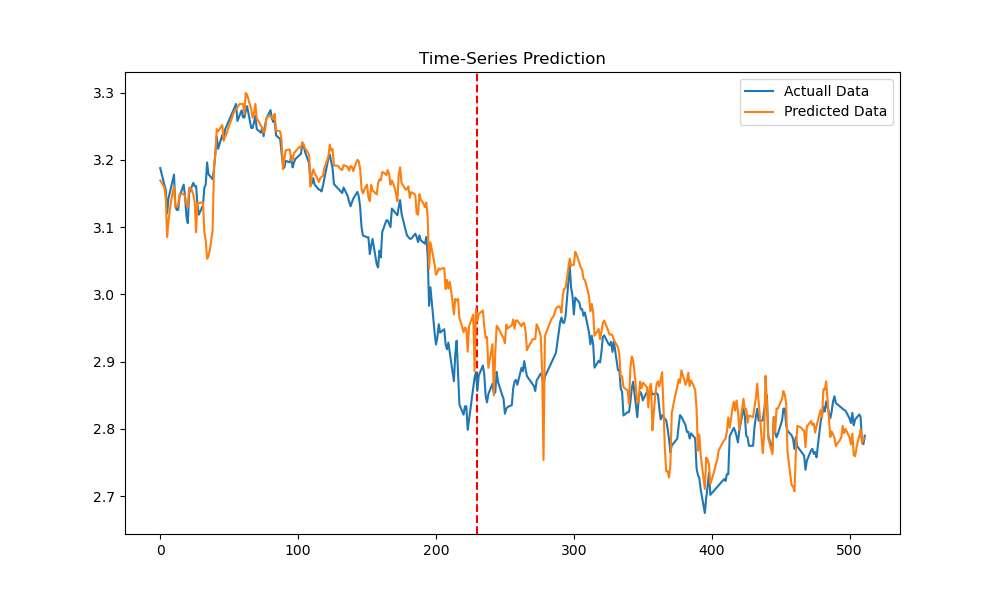 Time-Series Prediction
Actuall Data
Predicted Data
3.3
3.2
3.1
3.0
2.9
2.8
2.7
0 100 200 300 400 500